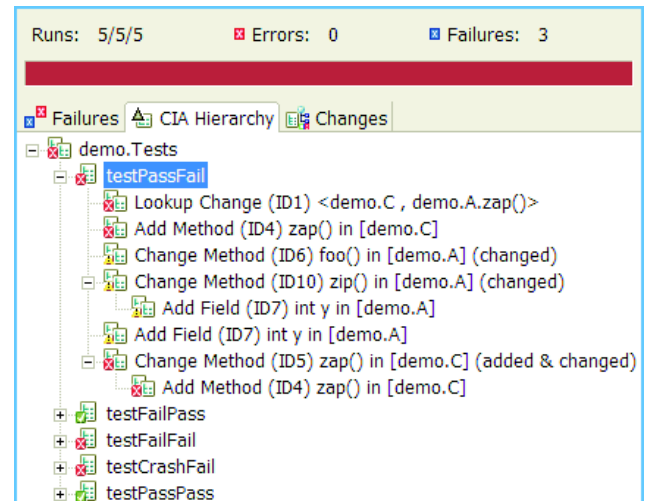 Runs: 5/5/5 Errors: 0 Failures: 3
Failures CIA Hierarchy Changes
demo.Tests
testPassFail
Lookup Change (ID1) <demo.C , demo.A.zap()>
Add Method (ID4) zap() in [demo.C]
Change Method (ID6) foo() in [demo.A] (changed)
Change Method (ID10) zip() in [demo.A] (changed)
Add Field (ID7) int y in [demo.A]
Add Field (ID7) int y in [demo.A]
Change Method (ID5) zap() in [demo.C] (added & changed)
Add Method (ID4) zap() in [demo.C]
testFailPass
testFailFail
testCrashFail
testPassPass